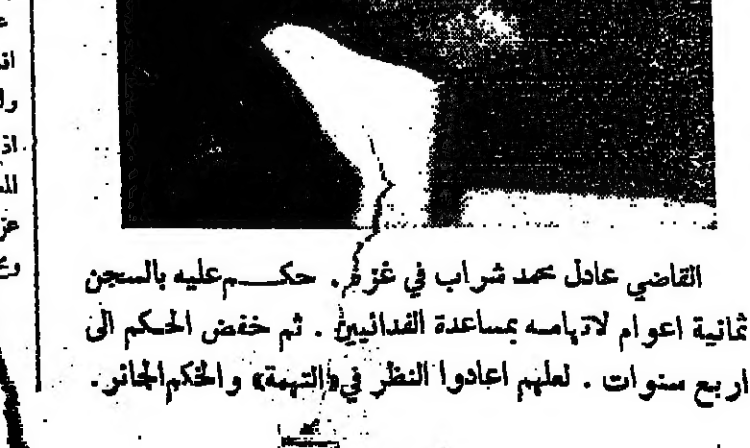 القاضي عادل محمد شراب في غزة. حكم عليه بالسجن
ثمانية اعوام لاتهامه بمساعدة الفدائيين . ثم خفض الحكم الى
اربع سنوات . لعلهم اعادوا النظر في «التهمة» والحكم الجائر.